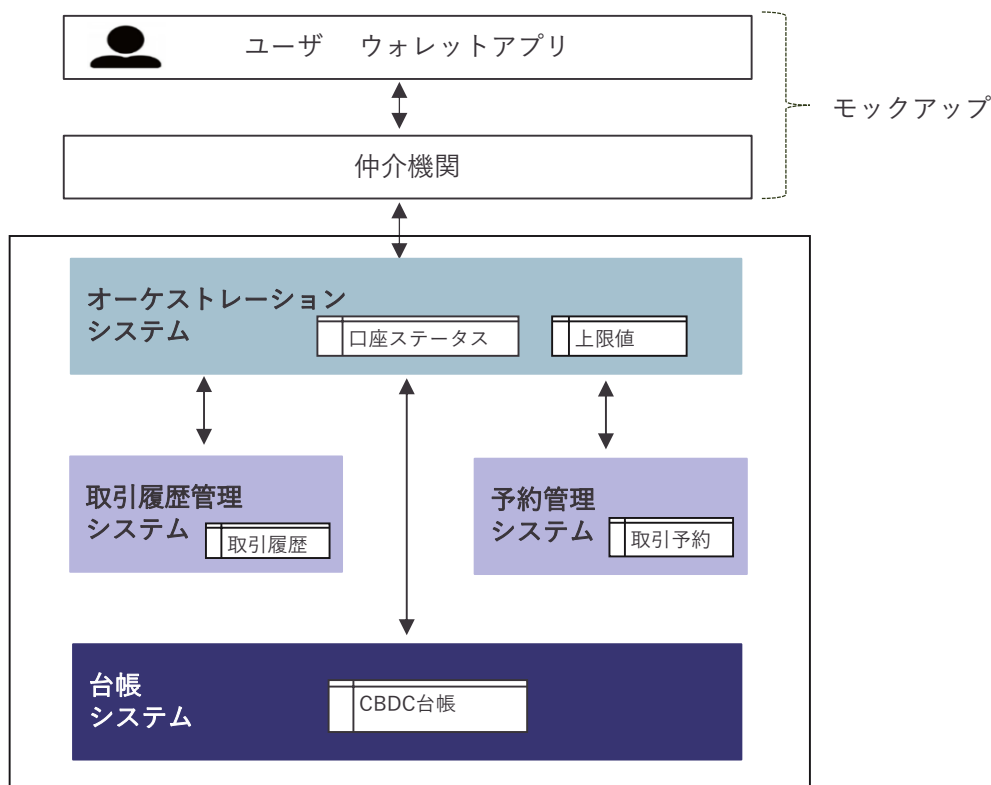 ユーザ ウォレットアプリ
モックアップ
仲介機関
オーケストレーション
システム
口座ステータス
上限値
取引履歴管理
システム
取引履歴
予約管理
システム
取引予約
台帳
システム
CBDC台帳